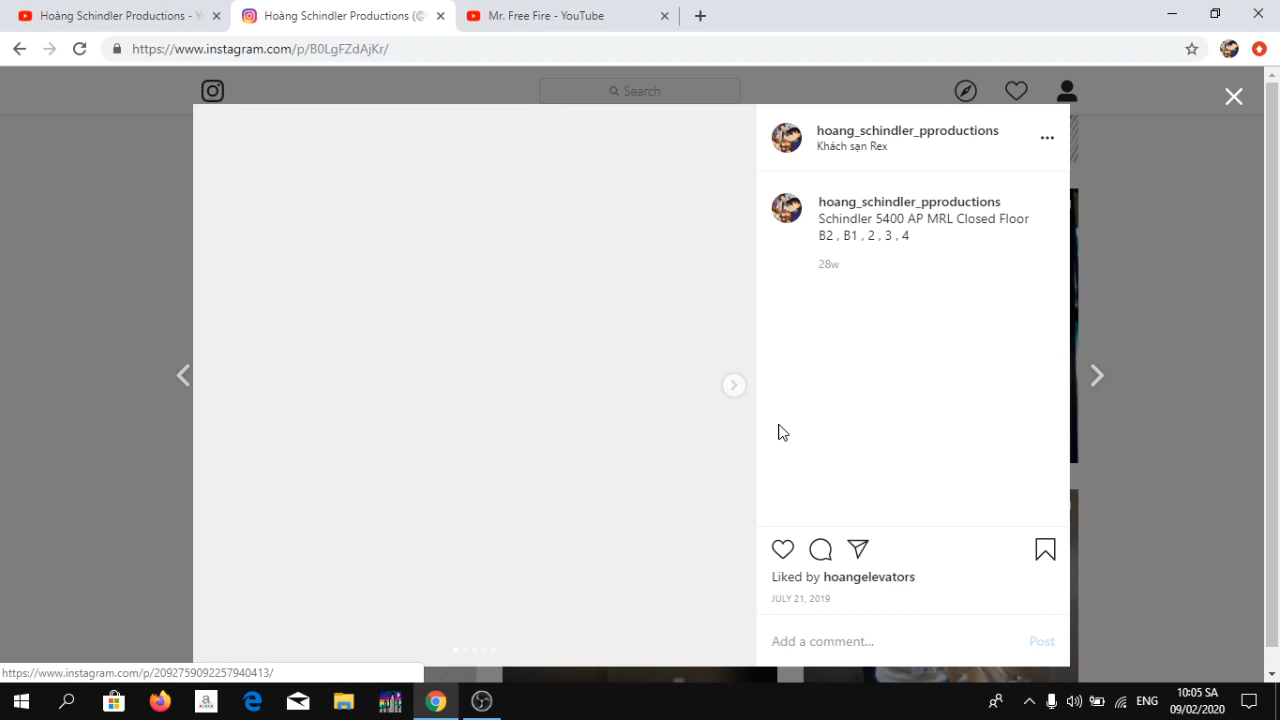 Hoàng Schindler Productions - Y
Hoàng Schindler Productions (@
Mr. Free Fire - YouTube
https://www.instagram.com/p/B0LgFZdAjKr/
Search
hoang_schindler_pproductions
Khách sạn Rex
hoang_schindler_pproductions
Schindler 5400 AP MRL Closed Floor
B2 , B1 , 2 , 3 , 4
28w
Liked by hoangelevators
JULY 21, 2019
Add a comment...
Post
https://www.instagram.com/p/2092759092257940413/
ENG
10:05 SA
09/02/2020